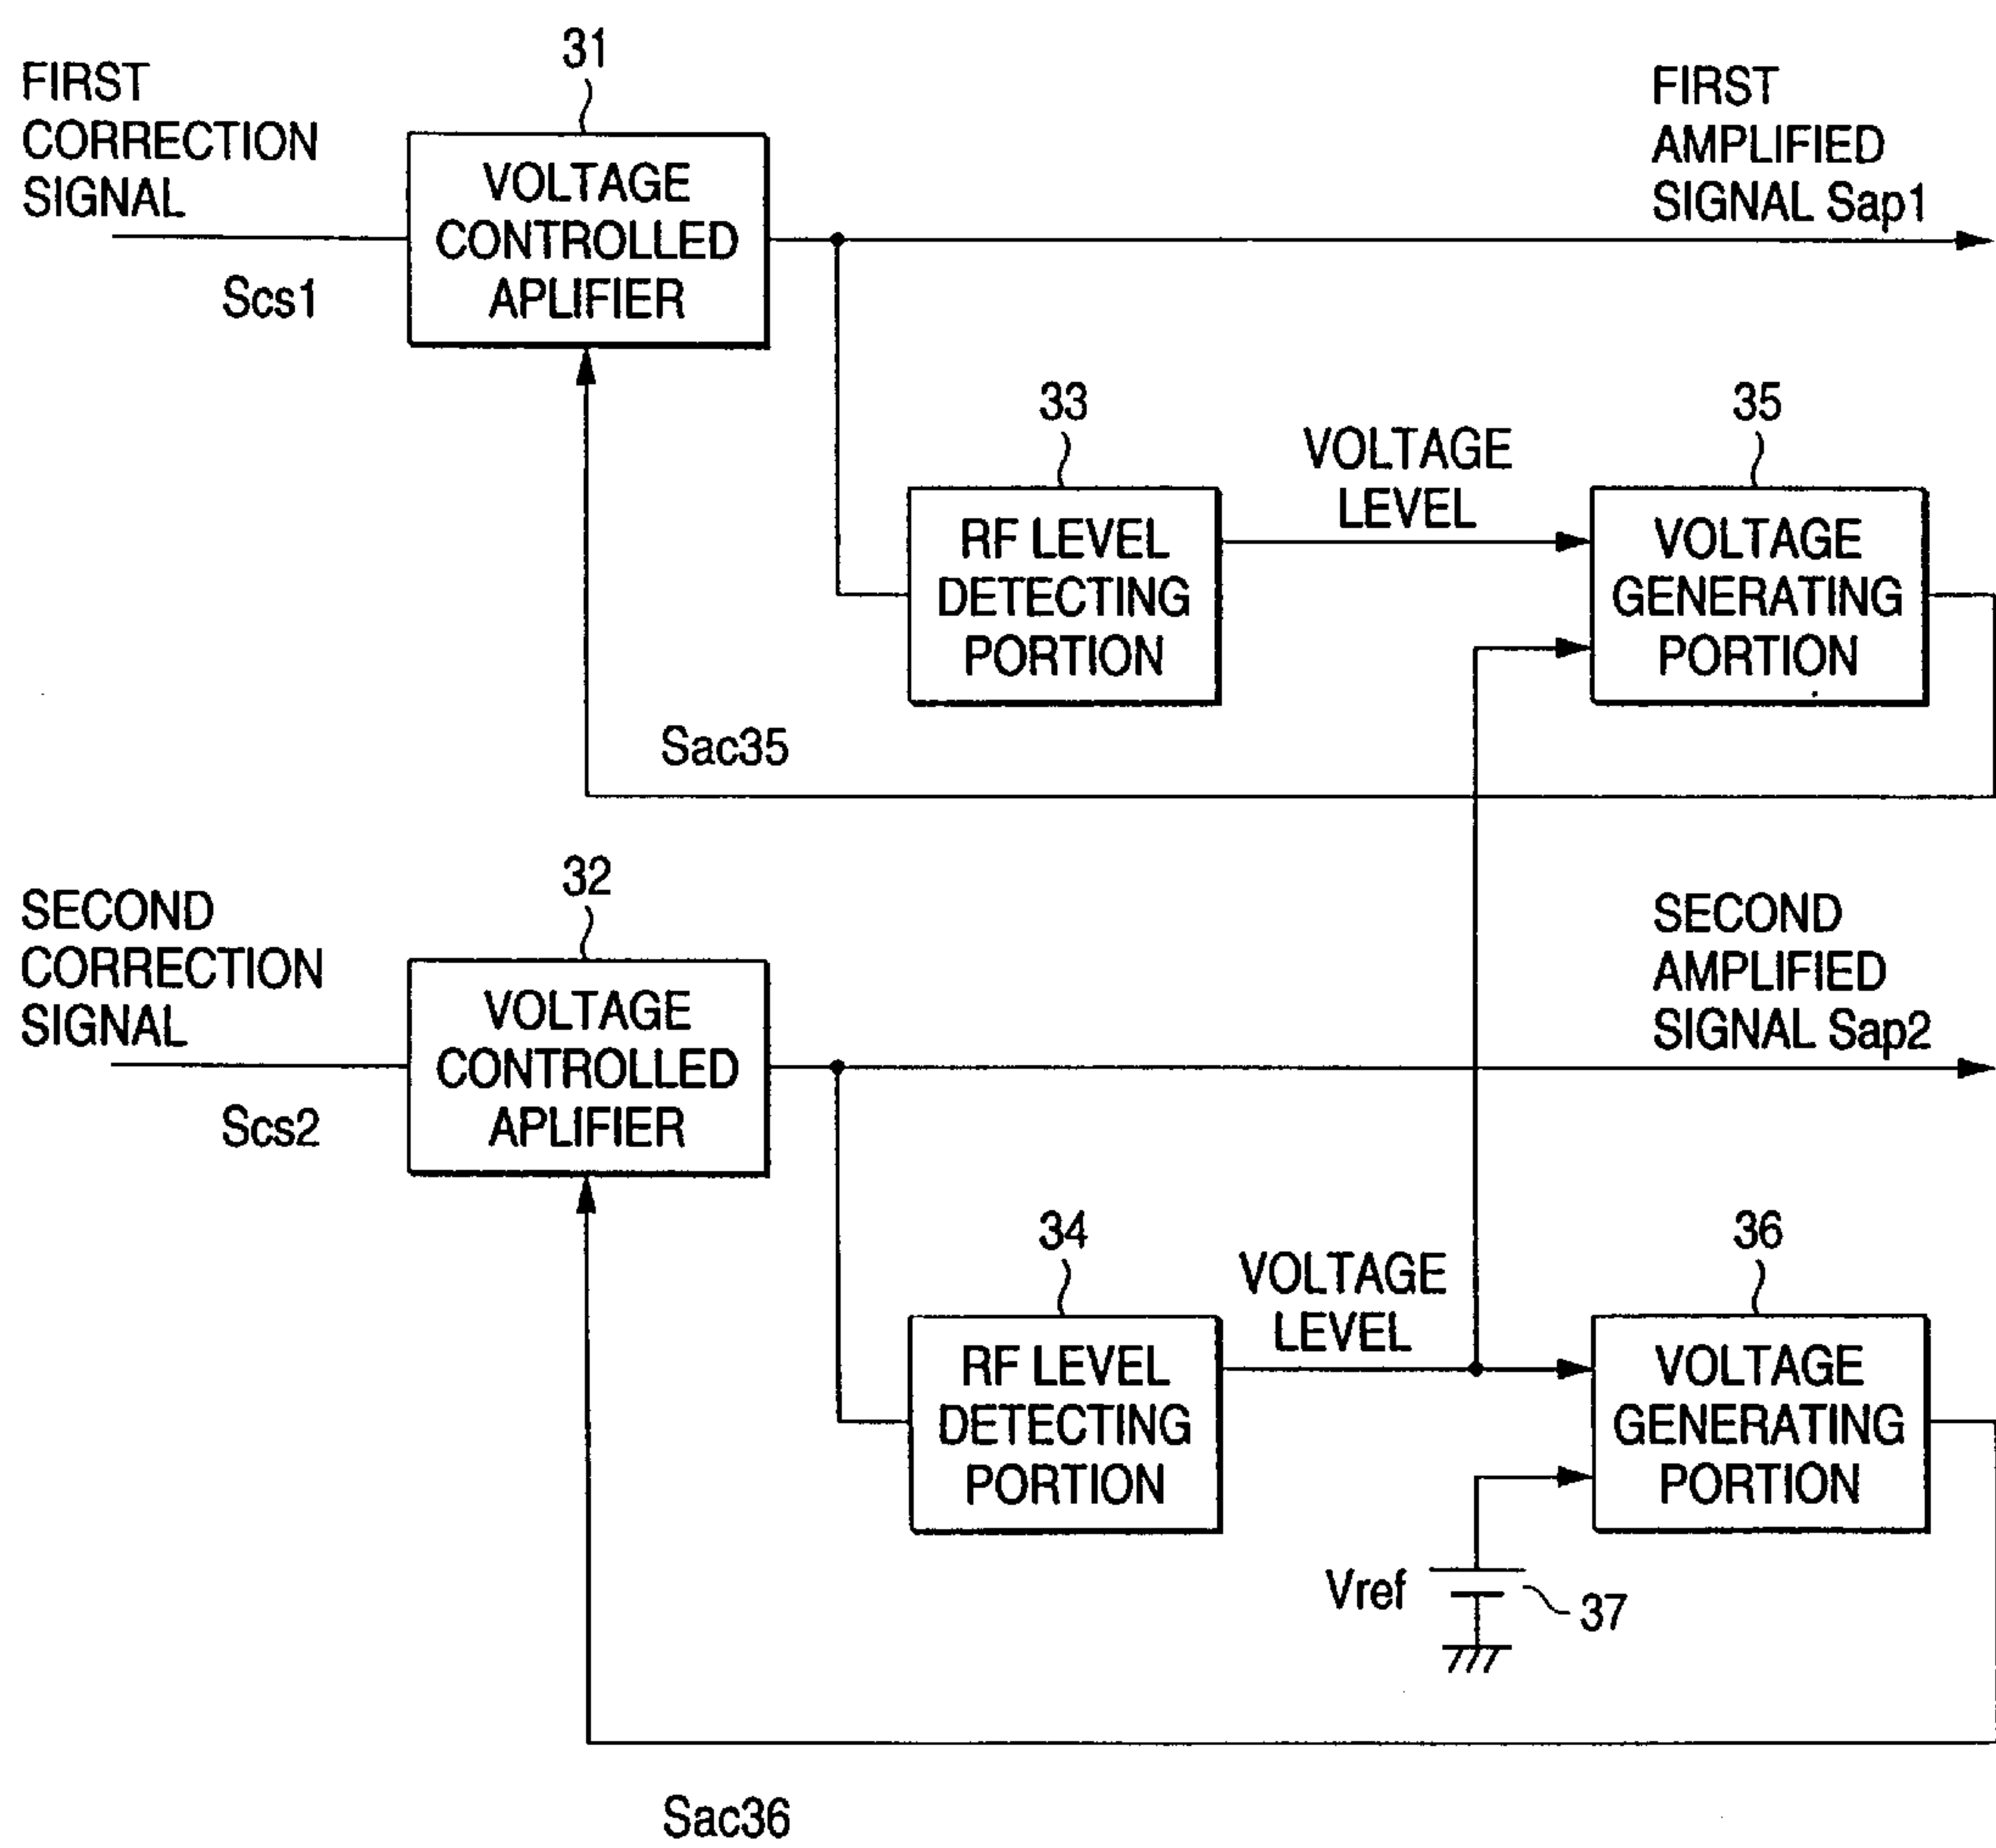 31
FIRST
CORRECTION
SIGNAL
Scs1
VOLTAGE
CONTROLLED
APLIFIER
FIRST
AMPLIFIED
SIGNAL Sap1
33
RF LEVEL
DETECTING
PORTION
VOLTAGE
LEVEL
35
VOLTAGE
GENERATING
PORTION
Sac35
32
SECOND
CORRECTION
SIGNAL
Scs2
VOLTAGE
CONTROLLED
APLIFIER
SECOND
AMPLIFIED
SIGNAL Sap2
34
RF LEVEL
DETECTING
PORTION
VOLTAGE
LEVEL
36
VOLTAGE
GENERATING
PORTION
Vref
37
Sac36